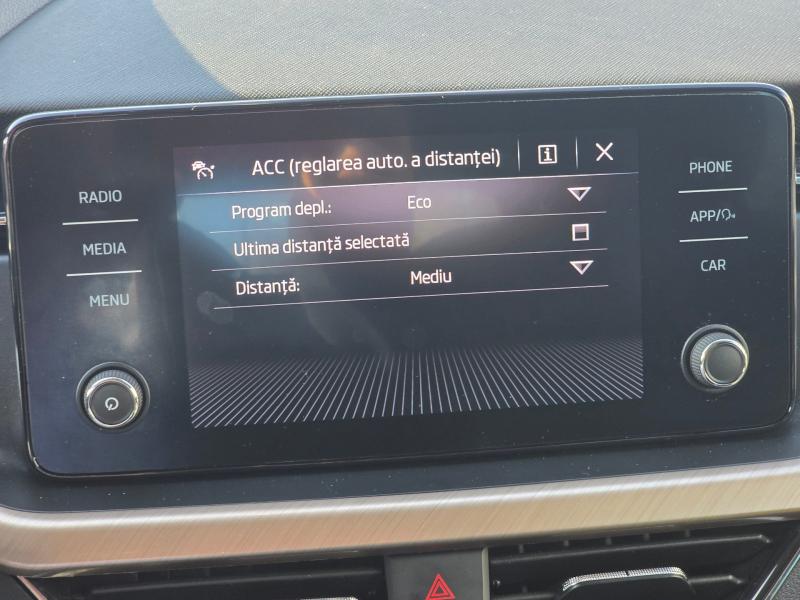 ACC (reglarea auto. a distanței)
i
RADIO
MEDIA
MENU
Program depl.: Eco
Ultima distanță selectată
Distanță: Mediu
PHONE
APP/
CAR